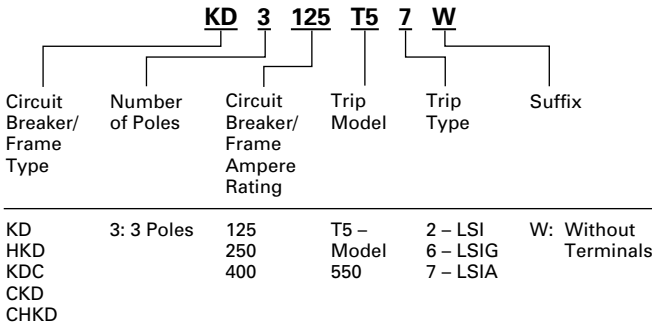 KD 3 125 T5 7 W
Circuit Breaker/ Frame Type
Number of Poles
Circuit Breaker/ Frame Ampere Rating
Trip Model
Trip Type
Suffix
KD
HKD
KDC
CKD
CHKD
3: 3 Poles
125
250
400
T5 –
Model
550
2 – LSI
6 – LSIG
7 – LSIA
W: Without
Terminals